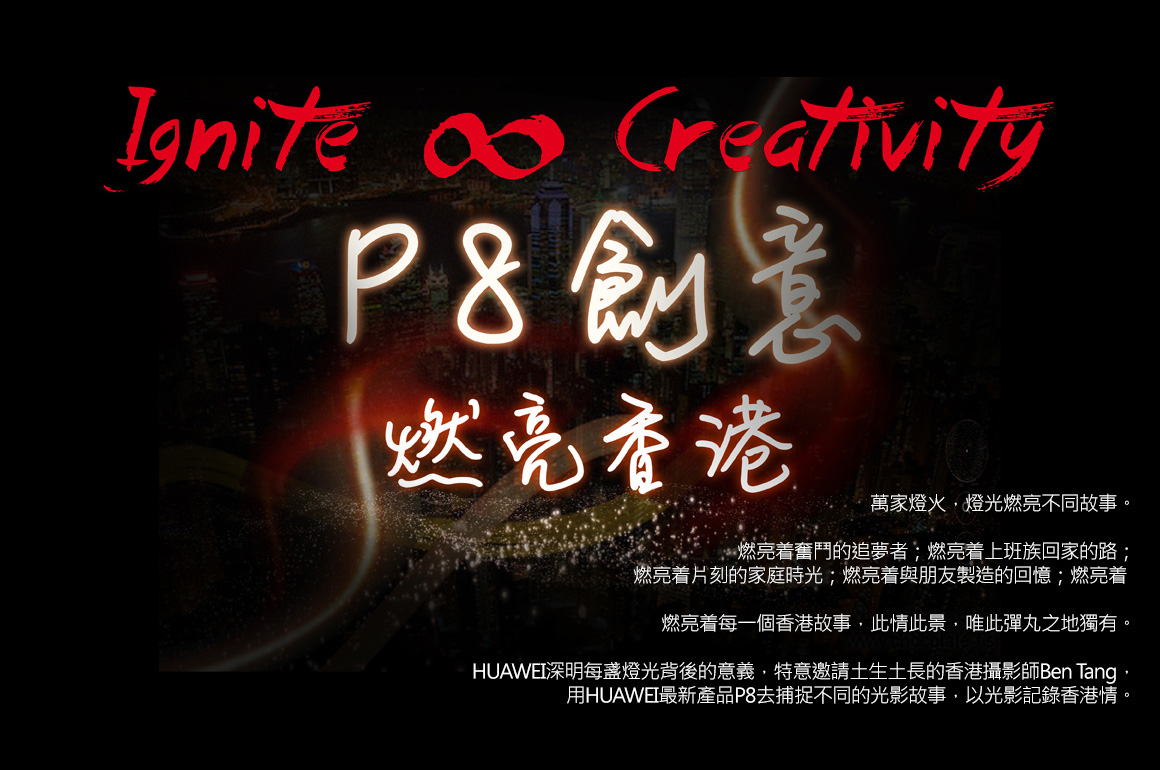 Ignite ∞ Creativity
P8創意
燃亮香港
萬家燈火，燈光燃亮不同故事。
燃亮着奮鬥的追夢者；燃亮着上班族回家的路；
燃亮着片刻的家庭時光；燃亮着與朋友製造的回憶；燃亮着
燃亮着每一個香港故事，此情此景，唯此彈丸之地獨有。
HUAWEI深明每盞燈光背後的意義，特意邀請土生土長的香港攝影師Ben Tang，
用HUAWEI最新產品P8去捕捉不同的光影故事，以光影記錄香港情。